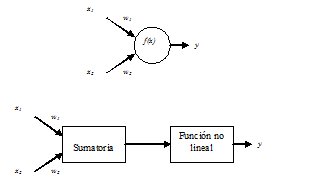 x₁
w₁
f(x)
y
x₂
w₂
x₁
w₁
Función no
Sumatoria
lineal
y
x₂
w₂